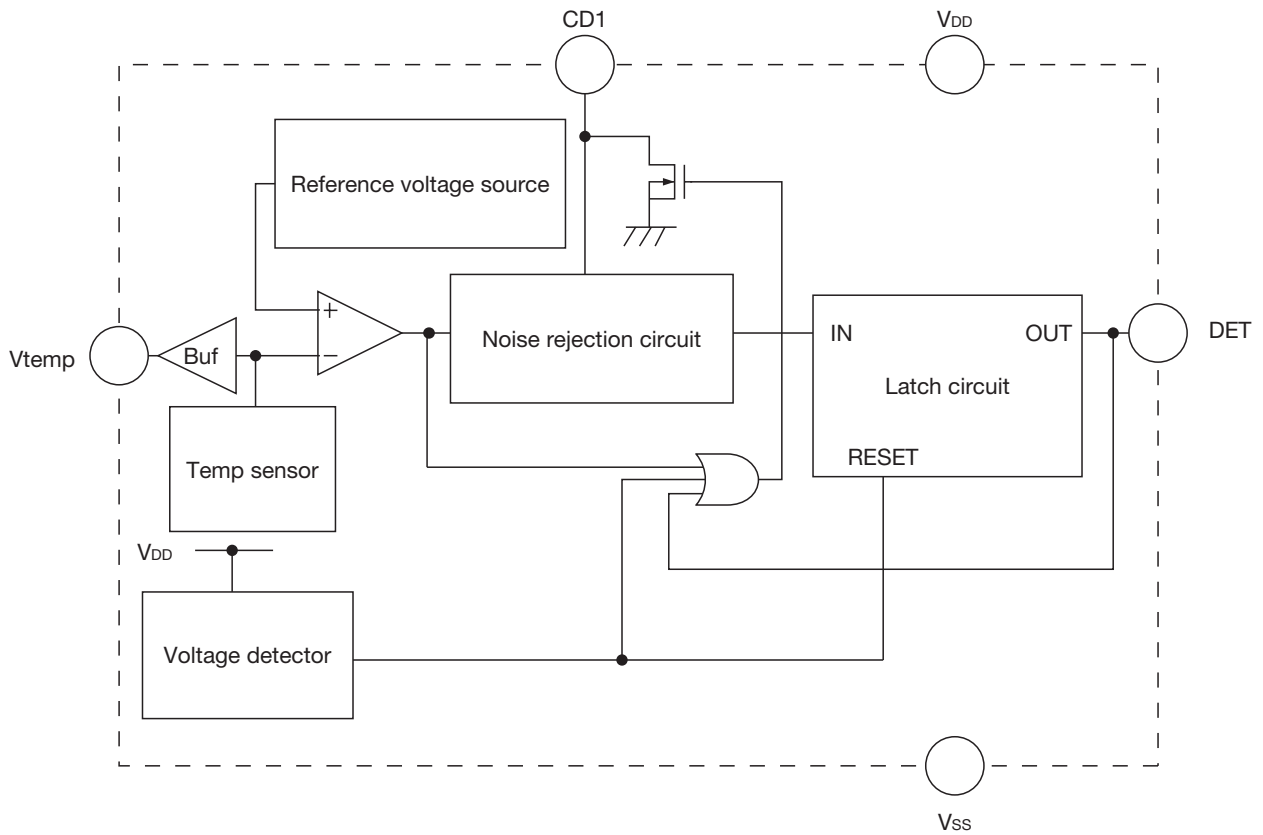 CD1
VDD
Reference voltage source
+
Noise rejection circuit
IN
OUT
DET
Vtemp
Buf
−
Latch circuit
RESET
Temp sensor
VDD
Voltage detector
VSS